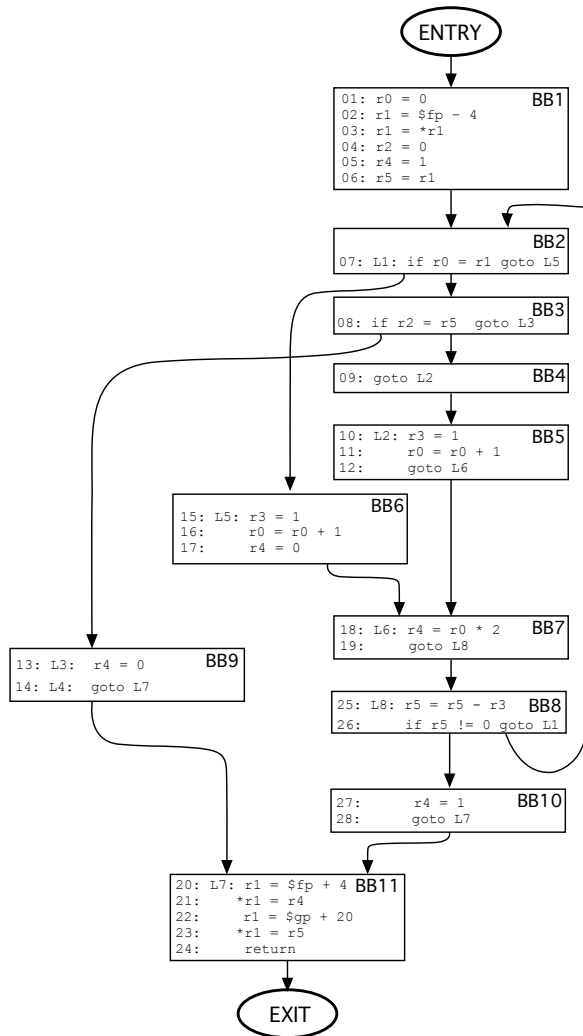 ENTRY
BB1
01: r0 = 0
02: r1 = $fp - 4
03: r1 = *r1
04: r2 = 0
05: r4 = 1
06: r5 = r1
BB2
07: L1: if r0 = r1 goto L5
BB3
08: if r2 = r5 goto L3
BB4
09: goto L2
BB5
10: L2: r3 = 1
11: r0 = r0 + 1
12: goto L6
BB6
15: L5: r3 = 1
16: r0 = r0 + 1
17: r4 = 0
BB7
18: L6: r4 = r0 * 2
19: goto L8
BB9
13: L3: r4 = 0
14: L4: goto L7
BB8
25: L8: r5 = r5 - r3
26: if r5 != 0 goto L1
BB10
27: r4 = 1
28: goto L7
BB11
20: L7: r1 = $fp + 4
21: *r1 = r4
22: r1 = $gp + 20
23: *r1 = r5
24: return
EXIT